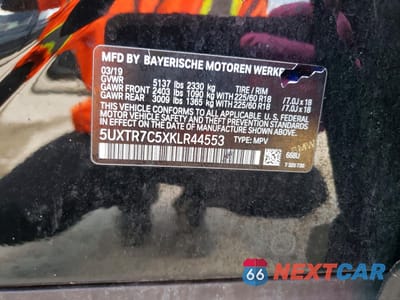 MFD BY BAYERISCHE MOTOREN WERKE
03/19
GVWR 5137 lbs 2330 kg TIRE / RIM
GAWR FRONT 2403 lbs 1090 kg WITH 225/60 R18 /7.0J x 18
GAWR REAR 3009 lbs 1365 kg WITH 225/60 R18 /7.0J x 18
THIS VEHICLE CONFORMS TO ALL APPLICABLE U.S. FEDERAL
MOTOR VEHICLE SAFETY STANDARDS IN EFFECT ON THE DATE OF
MANUFACTURE SHOWN ABOVE
5UXTR7C5XKLR44553 TYPE: MPV
668U
BMW
66 NEXTCAR